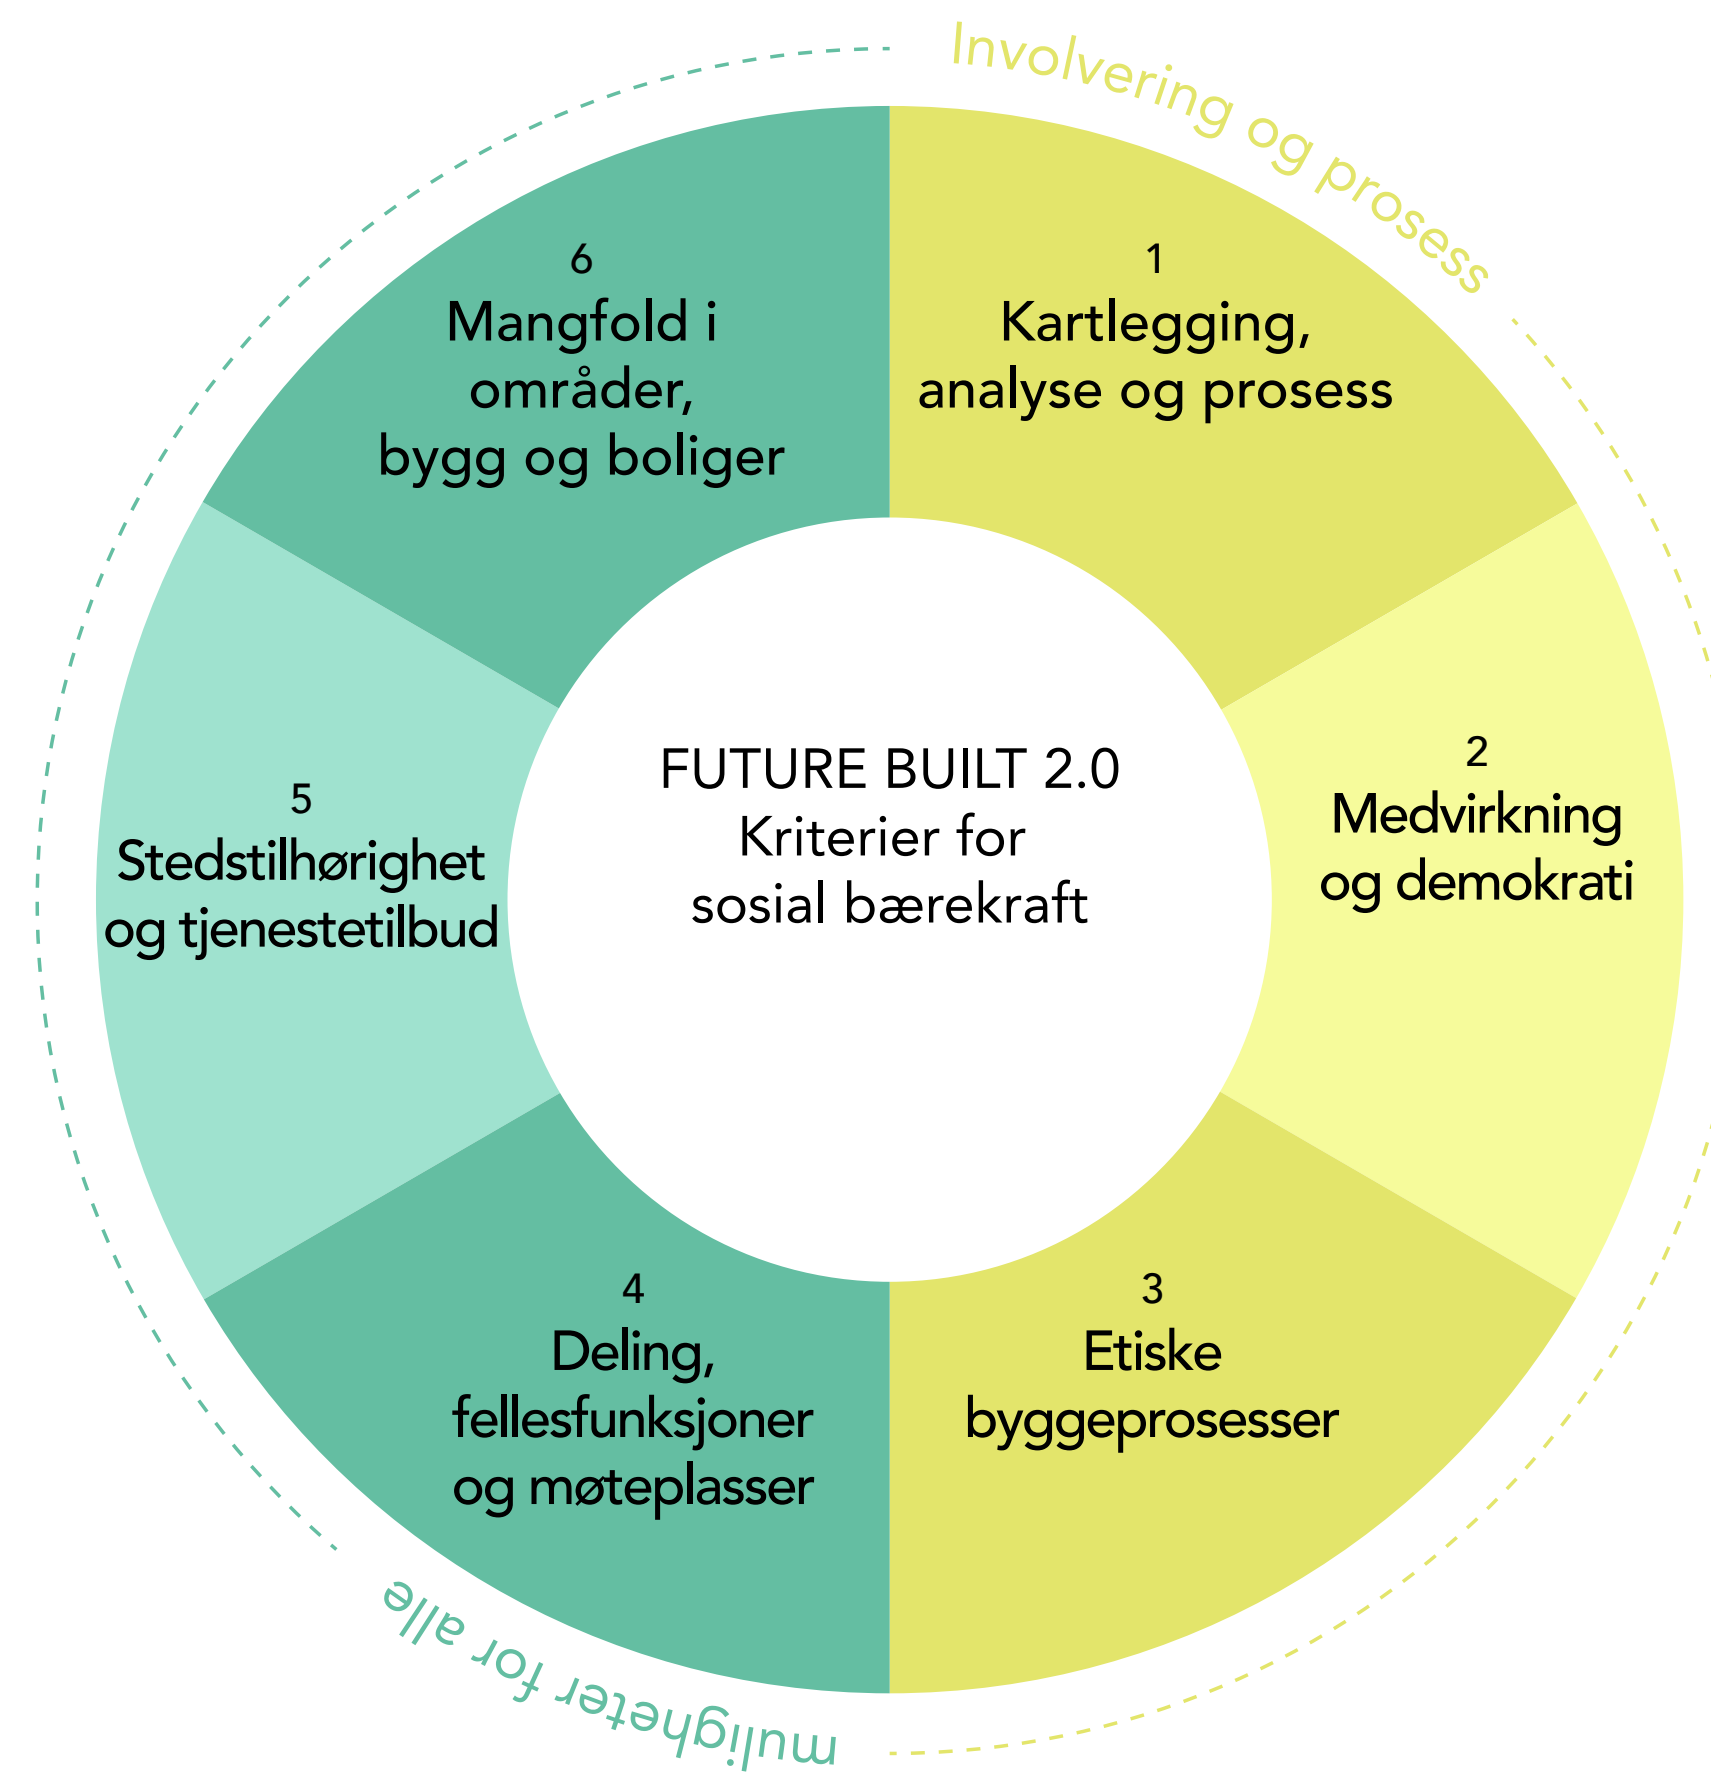 Involvering og prosess
1
Kartlegging,
analyse og prosess
2
Medvirkning
og demokrati
3
Etiske
byggeprosesser
4
Deling,
fellesfunksjoner
og møteplasser
5
Stedstilhørighet
og tjenestetilbud
6
Mangfold i
områder,
bygg og boliger
muligheter for alle
FUTURE BUILT 2.0
Kriterier for
sosial bærekraft